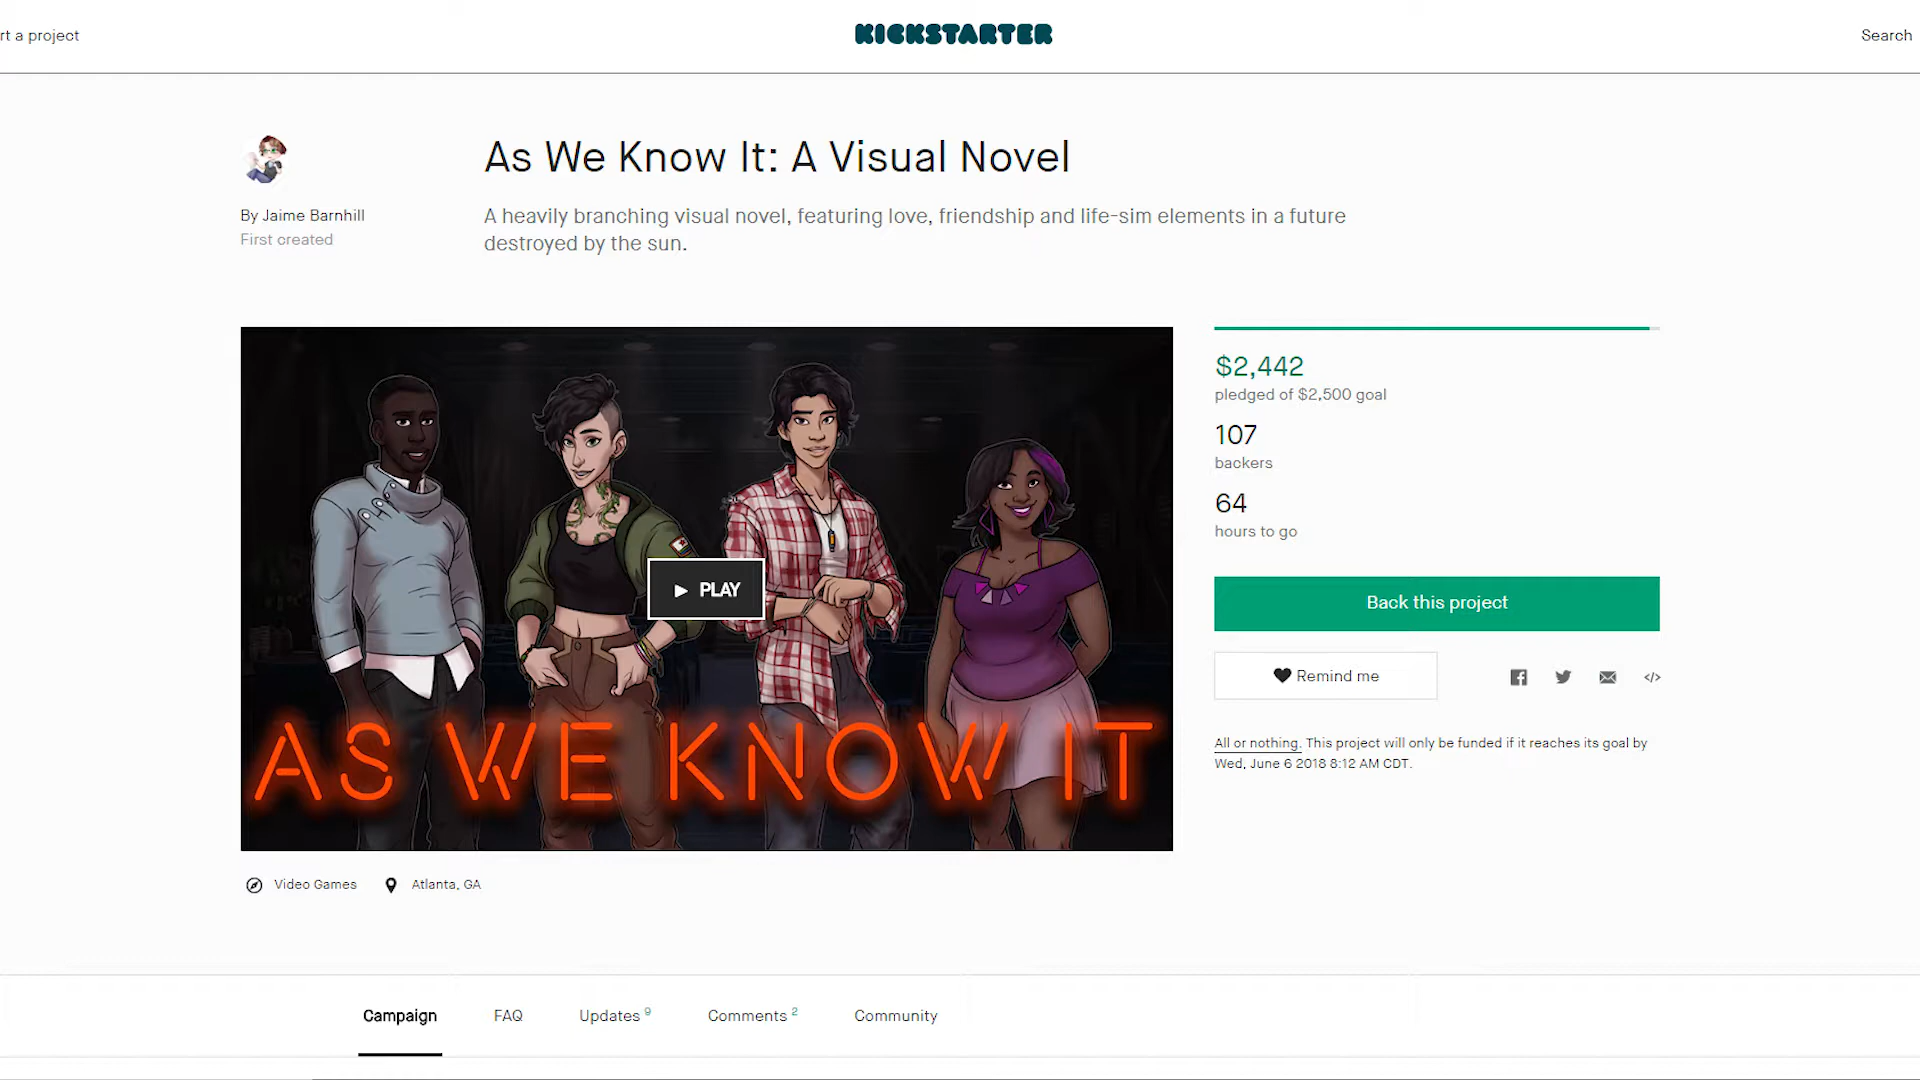 rt a project
KICKSTARTER
Search
As We Know It: A Visual Novel
By Jaime Barnhill
First created
A heavily branching visual novel, featuring love, friendship and life-sim elements in a future
destroyed by the sun.
PLAY
AS WE KNOW IT
$2,442
pledged of $2,500 goal
107
backers
64
hours to go
Back this project
Remind me
</>
All or nothing. This project will only be funded if it reaches its goal by
Wed, June 6 2018 8:12 AM CDT.
Video Games
Atlanta, GA
Campaign
FAQ
Updates 9
Comments 2
Community